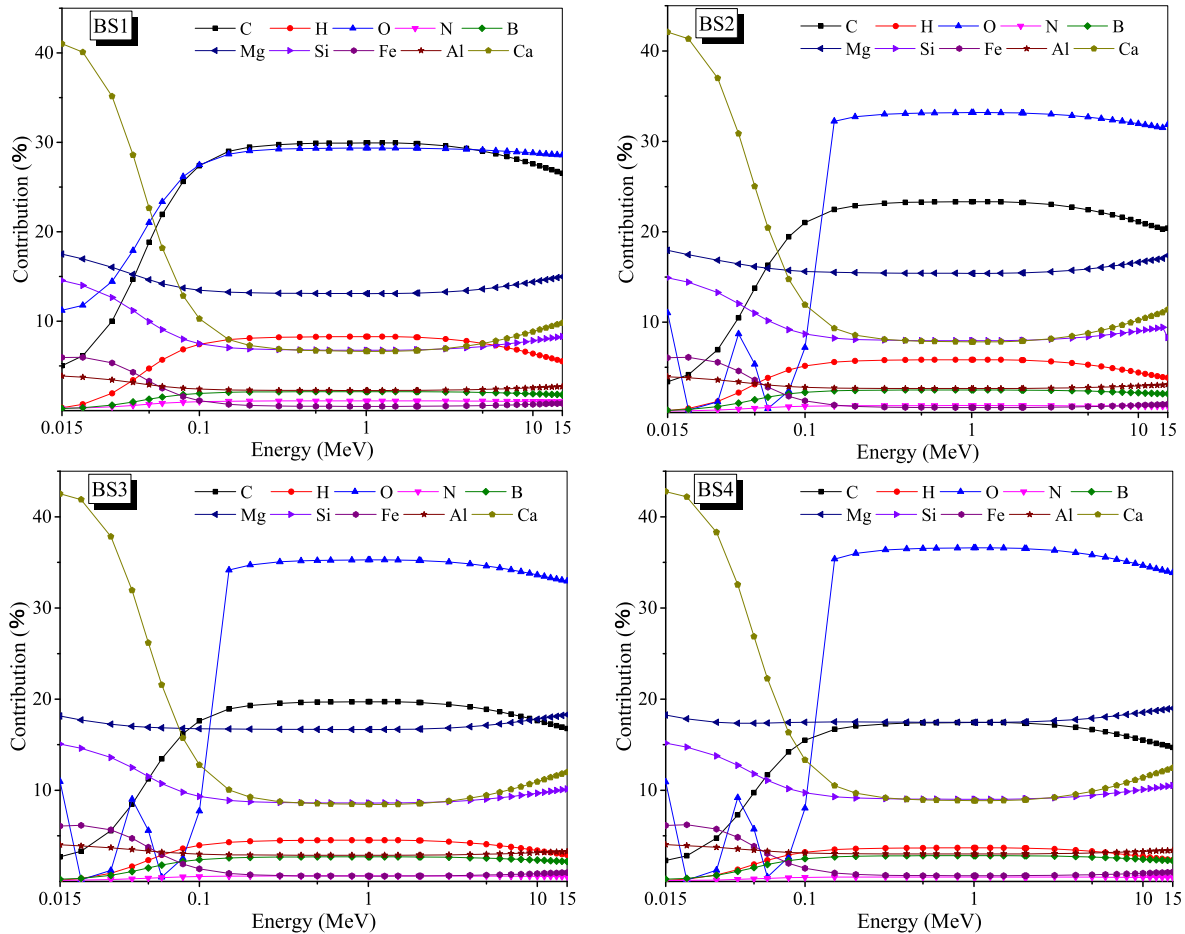 BS1
C H O N B
Mg Si Fe Al Ca
40
30
20
10
Contribution (%)
0.015 0.1 1 10 15
Energy (MeV)
BS2
C H O N B
Mg Si Fe Al Ca
40
30
20
10
Contribution (%)
0.015 0.1 1 10 15
Energy (MeV)
BS3
C H O N B
Mg Si Fe Al Ca
40
30
20
10
Contribution (%)
0.015 0.1 1 10 15
Energy (MeV)
BS4
C H O N B
Mg Si Fe Al Ca
40
30
20
10
Contribution (%)
0.015 0.1 1 10 15
Energy (MeV)